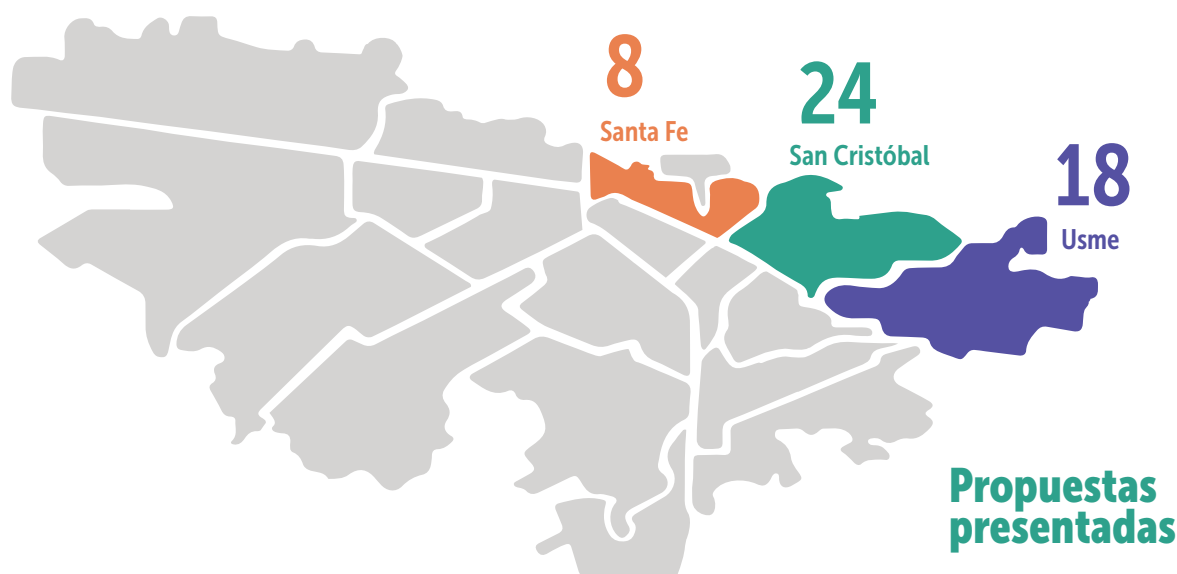 8
Santa Fe
24
San Cristóbal
18
Usme
Propuestas
presentadas